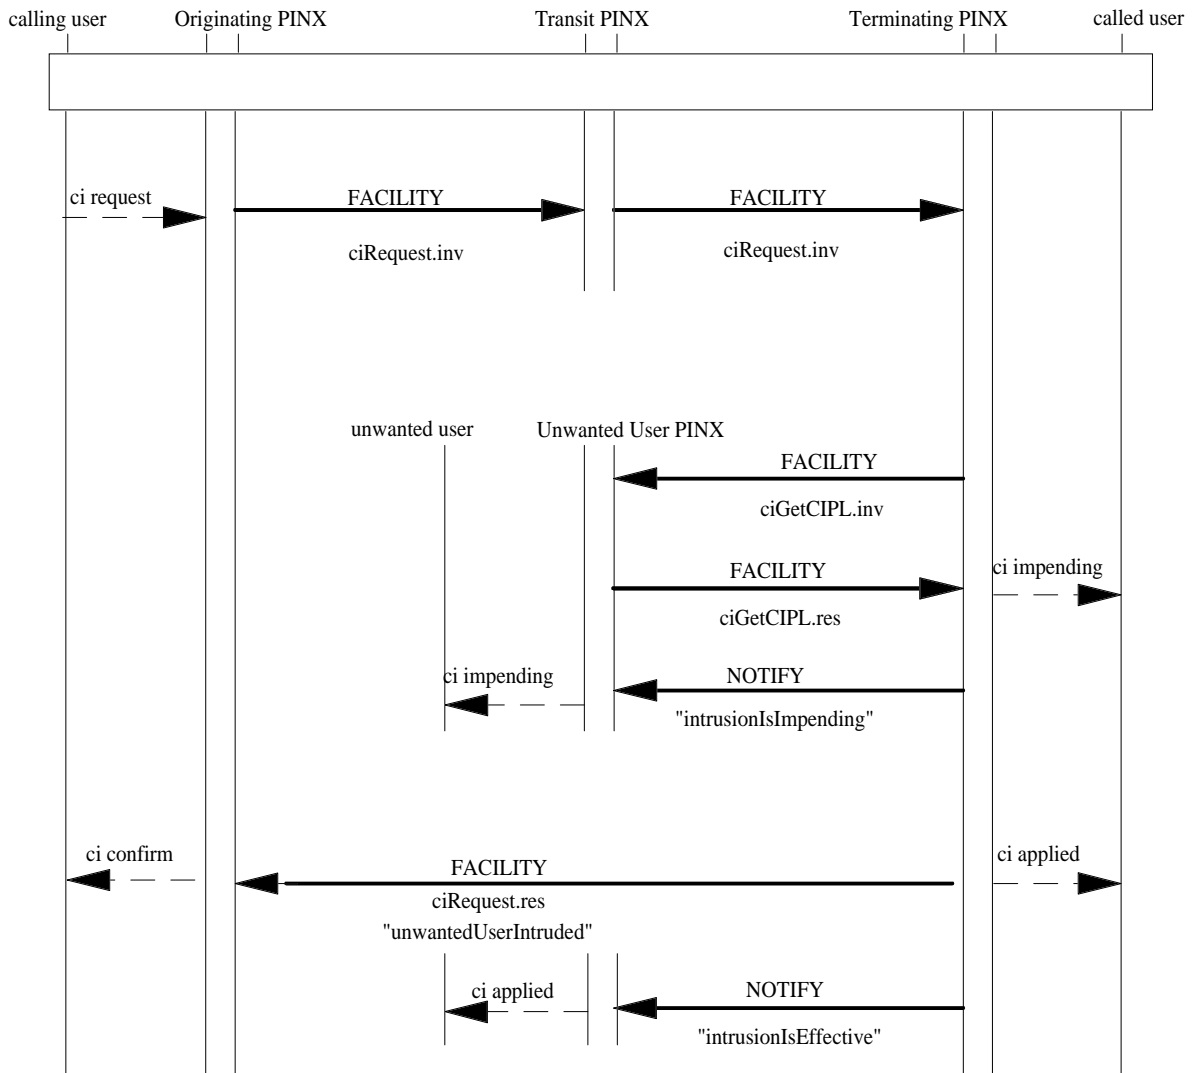 calling user Originating PINX Transit PINX Terminating PINX called user
ci request FACILITY FACILITY
ciRequest.inv ciRequest.inv
unwanted user Unwanted User PINX
FACILITY
ciGetCIPL.inv
FACILITY ci impending
ciGetCIPL.res
ci impending NOTIFY
"intrusionIsImpending"
ci confirm FACILITY ci applied
ciRequest.res
"unwantedUserIntruded"
ci applied NOTIFY
"intrusionIsEffective"